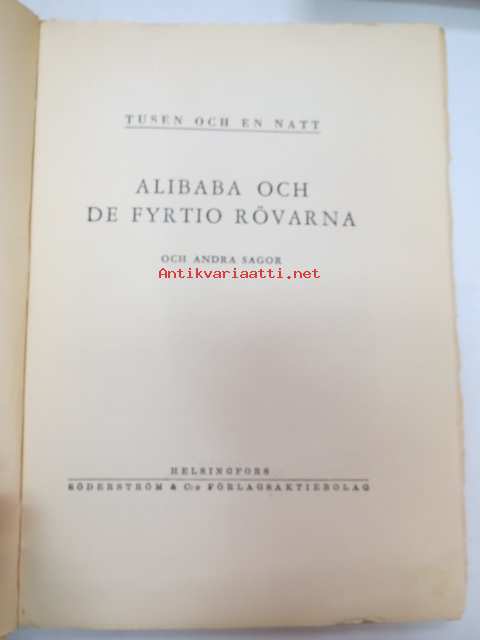 TUSEN OCH EN NATT
ALIBABA OCH
DE FYRTIO RÖVARNA
OCH ANDRA SAGOR
Antikvariaatti.net
HELSINGFORS
SÖDERSTRÖM & C:o FÖRLAGSAKTIEBOLAG